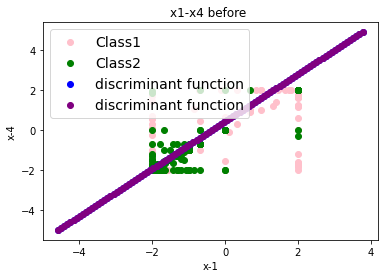 x1-x4 before
Class1
Class2
discriminant function
discriminant function
4
2
0
−2
−4
x-4
−4
−2
0
2
4
x-1